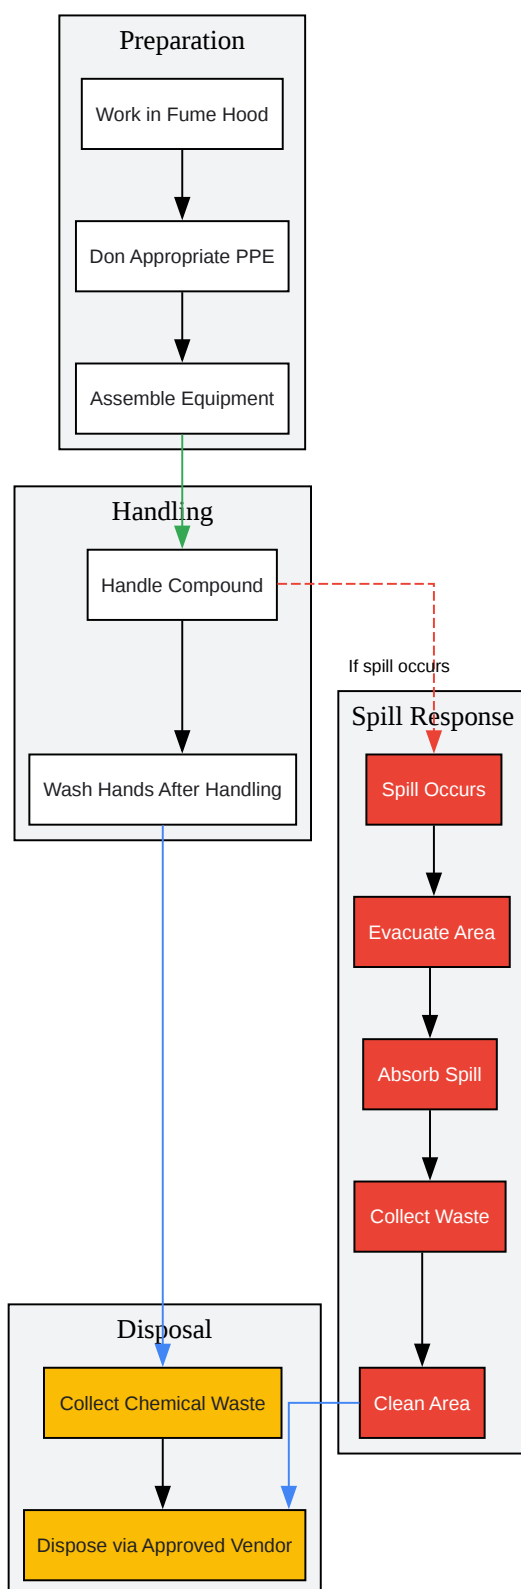 Preparation
Work in Fume Hood
Don Appropriate PPE
Assemble Equipment
Handling
Handle Compound
If spill occurs
Spill Response
Wash Hands After Handling
Spill Occurs
Evacuate Area
Absorb Spill
Collect Waste
Disposal
Collect Chemical Waste
Clean Area
Dispose via Approved Vendor